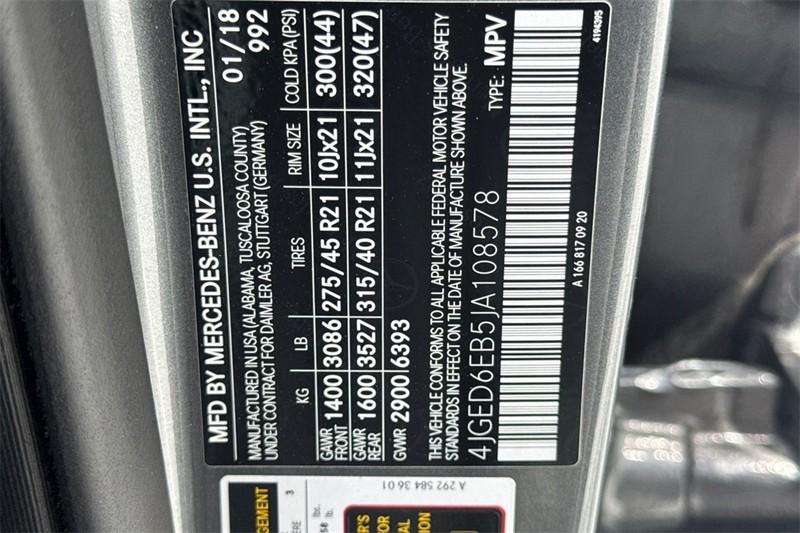 MFD BY MERCEDES-BENZ U.S. INTL., INC
01/18
MANUFACTURED IN USA (ALABAMA, TUSCALOOSA COUNTY)
992
UNDER CONTRACT FOR DAIMLER AG, STUTTGART (GERMANY)
KG LB TIRES RIM SIZE COLD KPA (PSI)
GAWR FRONT 1400 3086 275/45 R21 10Jx21 300(44)
GAWR REAR 1600 3527 315/40 R21 11Jx21 320(47)
GVWR 2900 6393
THIS VEHICLE CONFORMS TO ALL APPLICABLE FEDERAL MOTOR VEHICLE SAFETY
STANDARDS IN EFFECT ON THE DATE OF MANUFACTURE SHOWN ABOVE.
4JGED6EB5JA108578 TYPE: MPV
A 166 817 09 20
4194395
A 292 584 36 01